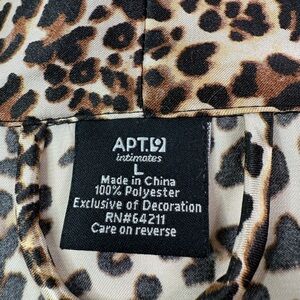 APT.9
intimates
L
Made in China
100% Polyester
Exclusive of Decoration
RN#64211
Care on reverse